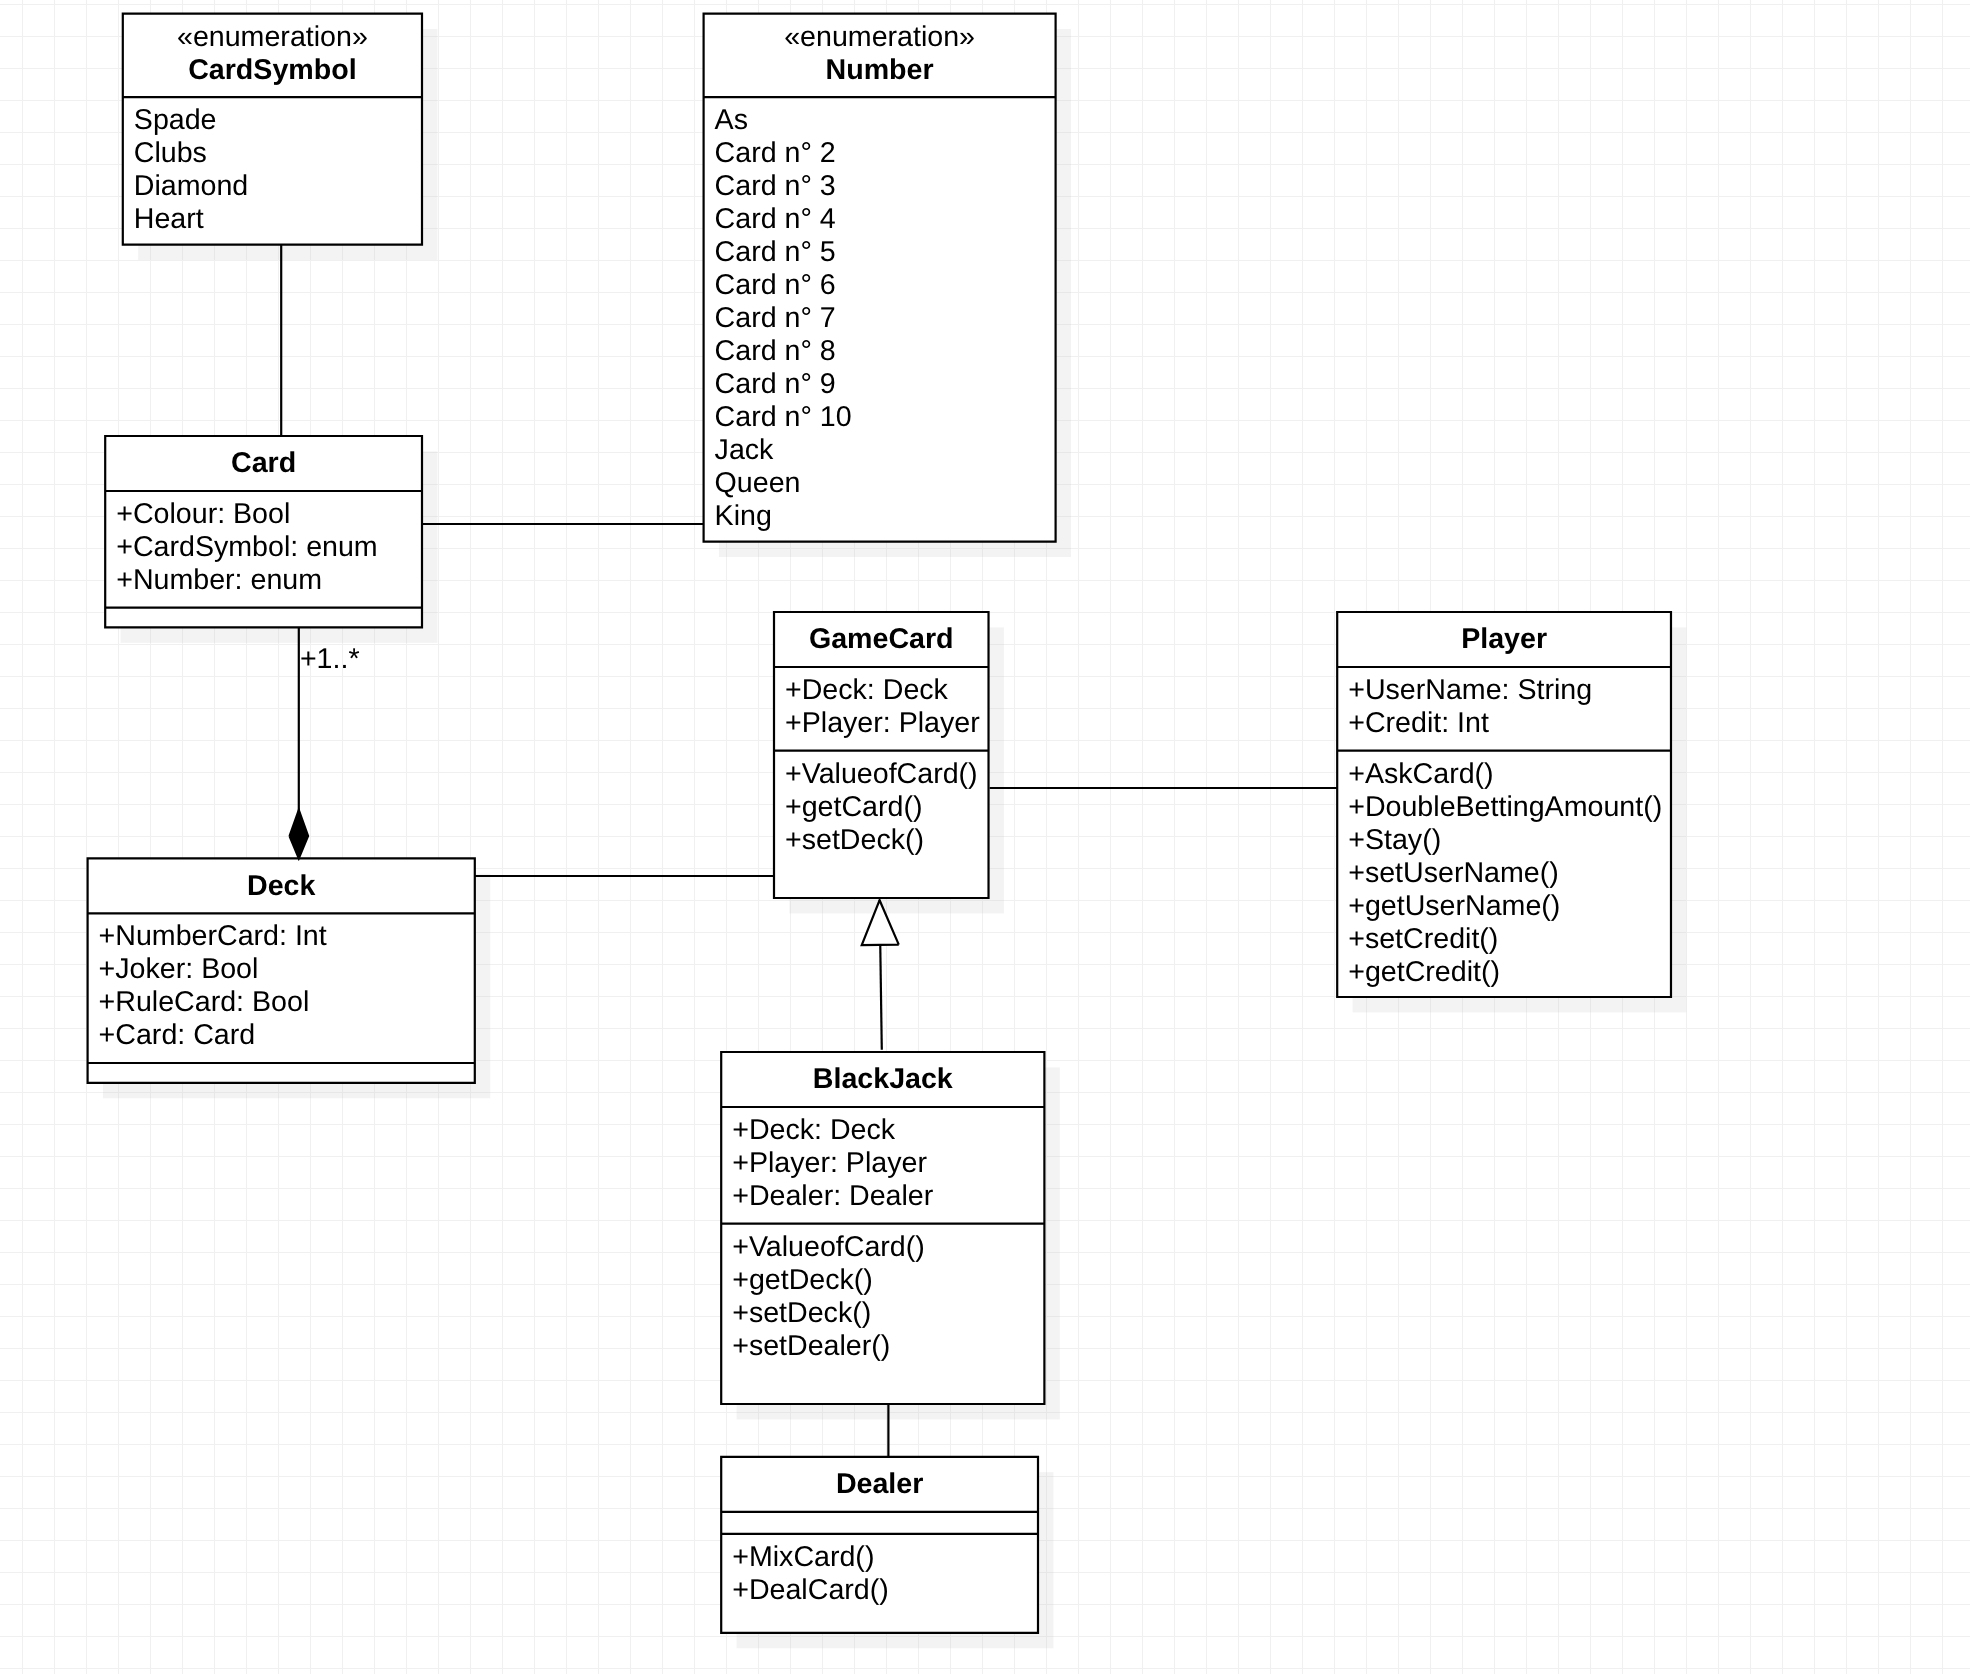 «enumeration»
CardSymbol
Spade
Clubs
Diamond
Heart
«enumeration»
Number
As
Card n° 2
Card n° 3
Card n° 4
Card n° 5
Card n° 6
Card n° 7
Card n° 8
Card n° 9
Card n° 10
Jack
Queen
King
Card
+Colour: Bool
+CardSymbol: enum
+Number: enum
+1..*
GameCard
+Deck: Deck
+Player: Player
+ValueofCard()
+getCard()
+setDeck()
Player
+UserName: String
+Credit: Int
+AskCard()
+DoubleBettingAmount()
+Stay()
+setUserName()
+getUserName()
+setCredit()
+getCredit()
Deck
+NumberCard: Int
+Joker: Bool
+RuleCard: Bool
+Card: Card
BlackJack
+Deck: Deck
+Player: Player
+Dealer: Dealer
+ValueofCard()
+getDeck()
+setDeck()
+setDealer()
Dealer
+MixCard()
+DealCard()